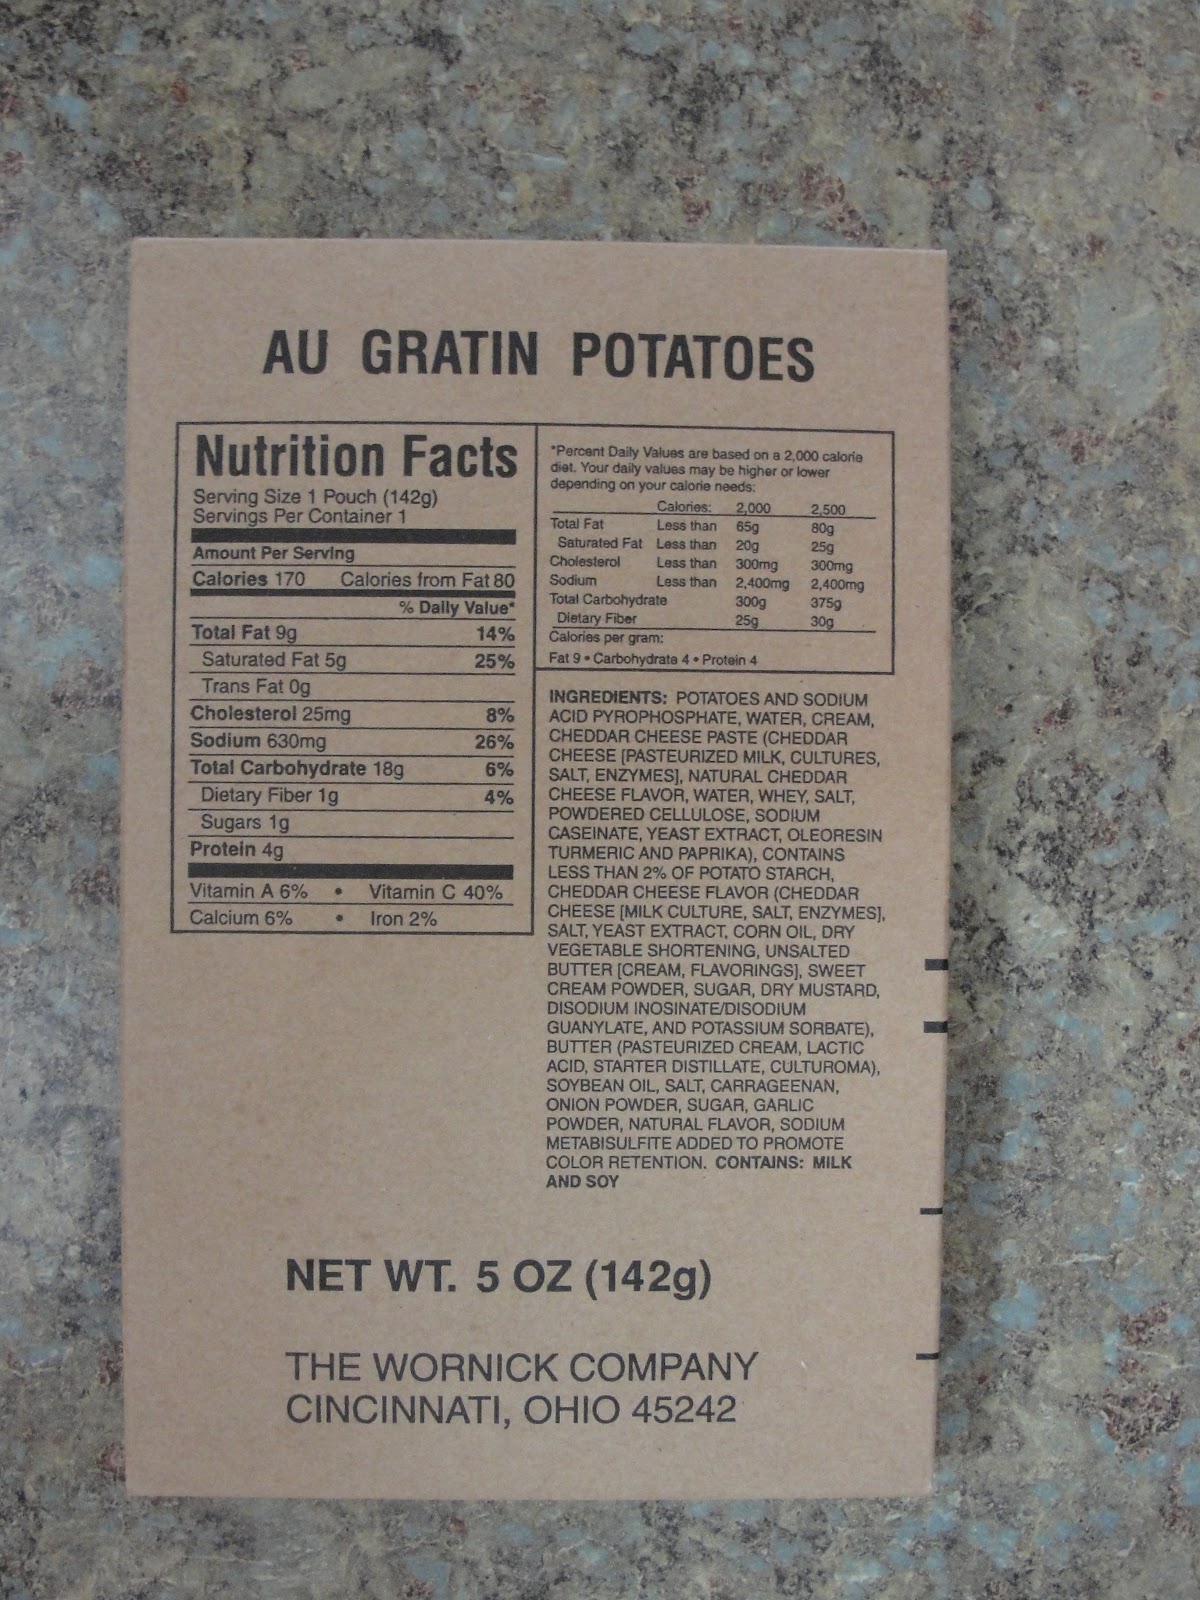 AU GRATIN POTATOES
Nutrition Facts
Serving Size 1 Pouch (142g)
Servings Per Container 1
Amount Per Serving
Calories 170 Calories from Fat 80
% Daily Value*
Total Fat 9g 14%
Saturated Fat 5g 25%
Trans Fat 0g
Cholesterol 25mg 8%
Sodium 630mg 26%
Total Carbohydrate 18g 6%
Dietary Fiber 1g 4%
Sugars 1g
Protein 4g
Vitamin A 6% • Vitamin C 40%
Calcium 6% • Iron 2%
*Percent Daily Values are based on a 2,000 calorie
diet. Your daily values may be higher or lower
depending on your calorie needs:
Calories: 2,000 2,500
Total Fat Less than 65g 80g
Saturated Fat Less than 20g 25g
Cholesterol Less than 300mg 300mg
Sodium Less than 2,400mg 2,400mg
Total Carbohydrate 300g 375g
Dietary Fiber 25g 30g
Calories per gram:
Fat 9 • Carbohydrate 4 • Protein 4
INGREDIENTS: POTATOES AND SODIUM
ACID PYROPHOSPHATE, WATER, CREAM,
CHEDDAR CHEESE PASTE (CHEDDAR
CHEESE [PASTEURIZED MILK, CULTURES,
SALT, ENZYMES], NATURAL CHEDDAR
CHEESE FLAVOR, WATER, WHEY, SALT,
POWDERED CELLULOSE, SODIUM
CASEINATE, YEAST EXTRACT, OLEORESIN
TURMERIC AND PAPRIKA), CONTAINS
LESS THAN 2% OF POTATO STARCH,
CHEDDAR CHEESE FLAVOR (CHEDDAR
CHEESE [MILK CULTURE, SALT, ENZYMES],
SALT, YEAST EXTRACT, CORN OIL, DRY
VEGETABLE SHORTENING, UNSALTED
BUTTER [CREAM, FLAVORINGS], SWEET
CREAM POWDER, SUGAR, DRY MUSTARD,
DISODIUM INOSINATE/DISODIUM
GUANYLATE, AND POTASSIUM SORBATE),
BUTTER (PASTEURIZED CREAM, LACTIC
ACID, STARTER DISTILLATE, CULTUROMA),
SOYBEAN OIL, SALT, CARRAGEENAN,
ONION POWDER, SUGAR, GARLIC
POWDER, NATURAL FLAVOR, SODIUM
METABISULFITE ADDED TO PROMOTE
COLOR RETENTION. CONTAINS: MILK
AND SOY
NET WT. 5 OZ (142g)
THE WORNICK COMPANY
CINCINNATI, OHIO 45242